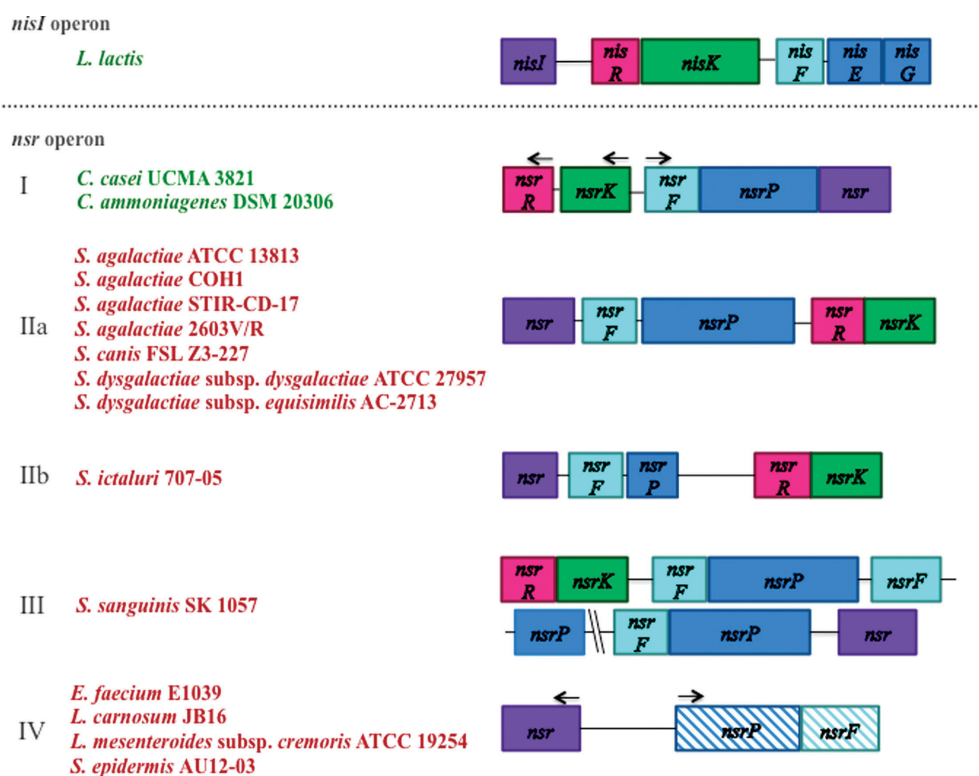 nisI operon
L. lactis
nisI nis R nisK nis F nis E nis G
nsr operon
I
C. casei UCMA 3821
C. ammoniagenes DSM 20306
nsr R nsrK nsr F nsrP nsr
IIa
S. agalactiae ATCC 13813
S. agalactiae COH1
S. agalactiae STIR-CD-17
S. agalactiae 2603V/R
S. canis FSL Z3-227
S. dysgalactiae subsp. dysgalactiae ATCC 27957
S. dysgalactiae subsp. equisimilis AC-2713
nsr nsr F nsrP nsr R nsrK
IIb
S. ictaluri 707-05
nsr nsr F nsr P nsr R nsrK
III
S. sanguinis SK 1057
nsr R nsrK nsr F nsrP nsrF
nsrP nsr F nsrP nsr
IV
E. faecium E1039
L. carnosum JB16
L. mesenteroides subsp. cremoris ATCC 19254
S. epidermis AU12-03
nsr nsrP nsrF